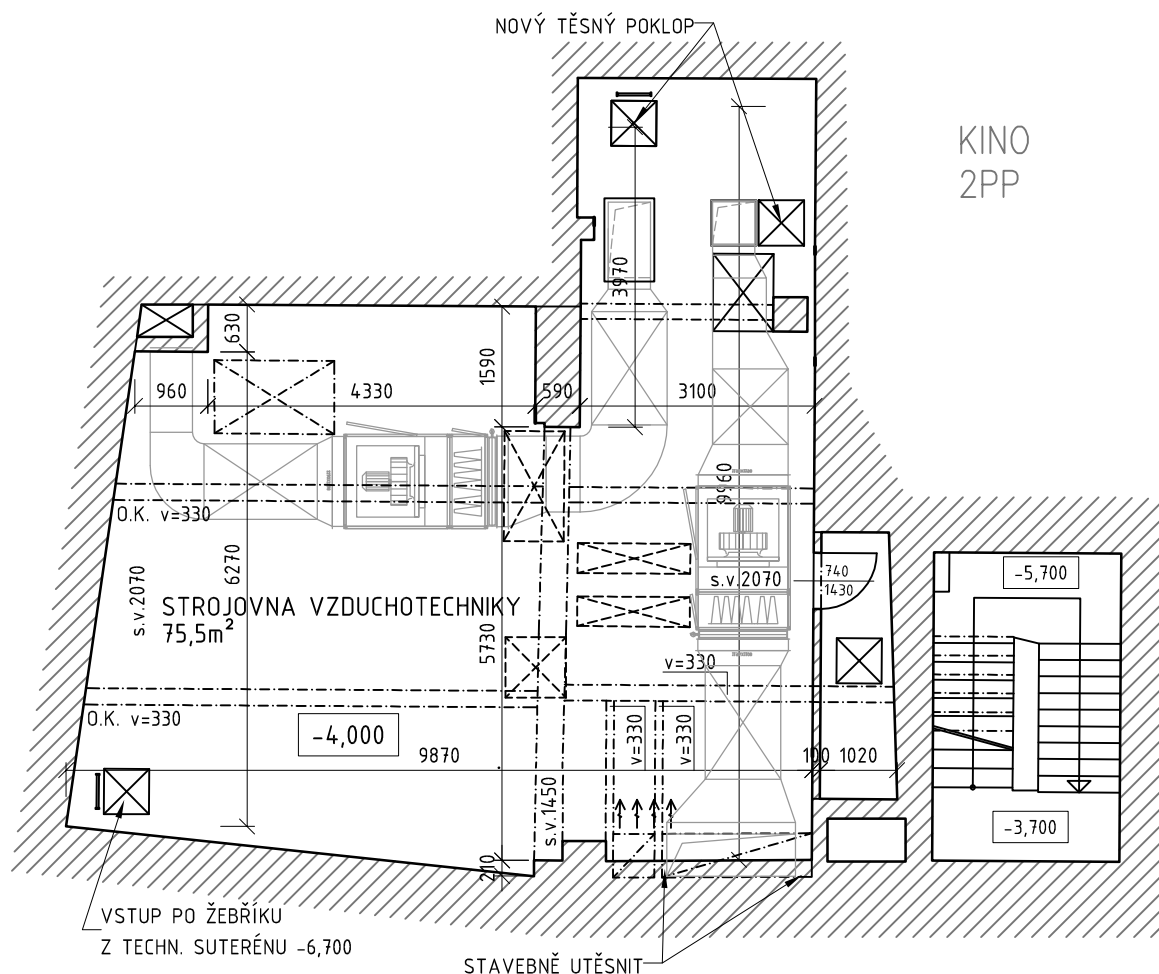 NOVÝ TĚSNÝ POKLOP
KINO
2PP
3970
630
1590
960
4330
590
3100
9960
O.K. v=330
s.v.2070
6270
STROJOVNA VZDUCHOTECHNIKY
75,5m²
5730
s.v.2070
740
1430
-5,700
v=330
O.K. v=330
-4,000
v=330
v=330
9870
100
1020
s.v.1450
-3,700
210
VSTUP PO ŽEBŘÍKU
Z TECHN. SUTERÉNU -6,700
STAVEBNĚ UTĚSNIT